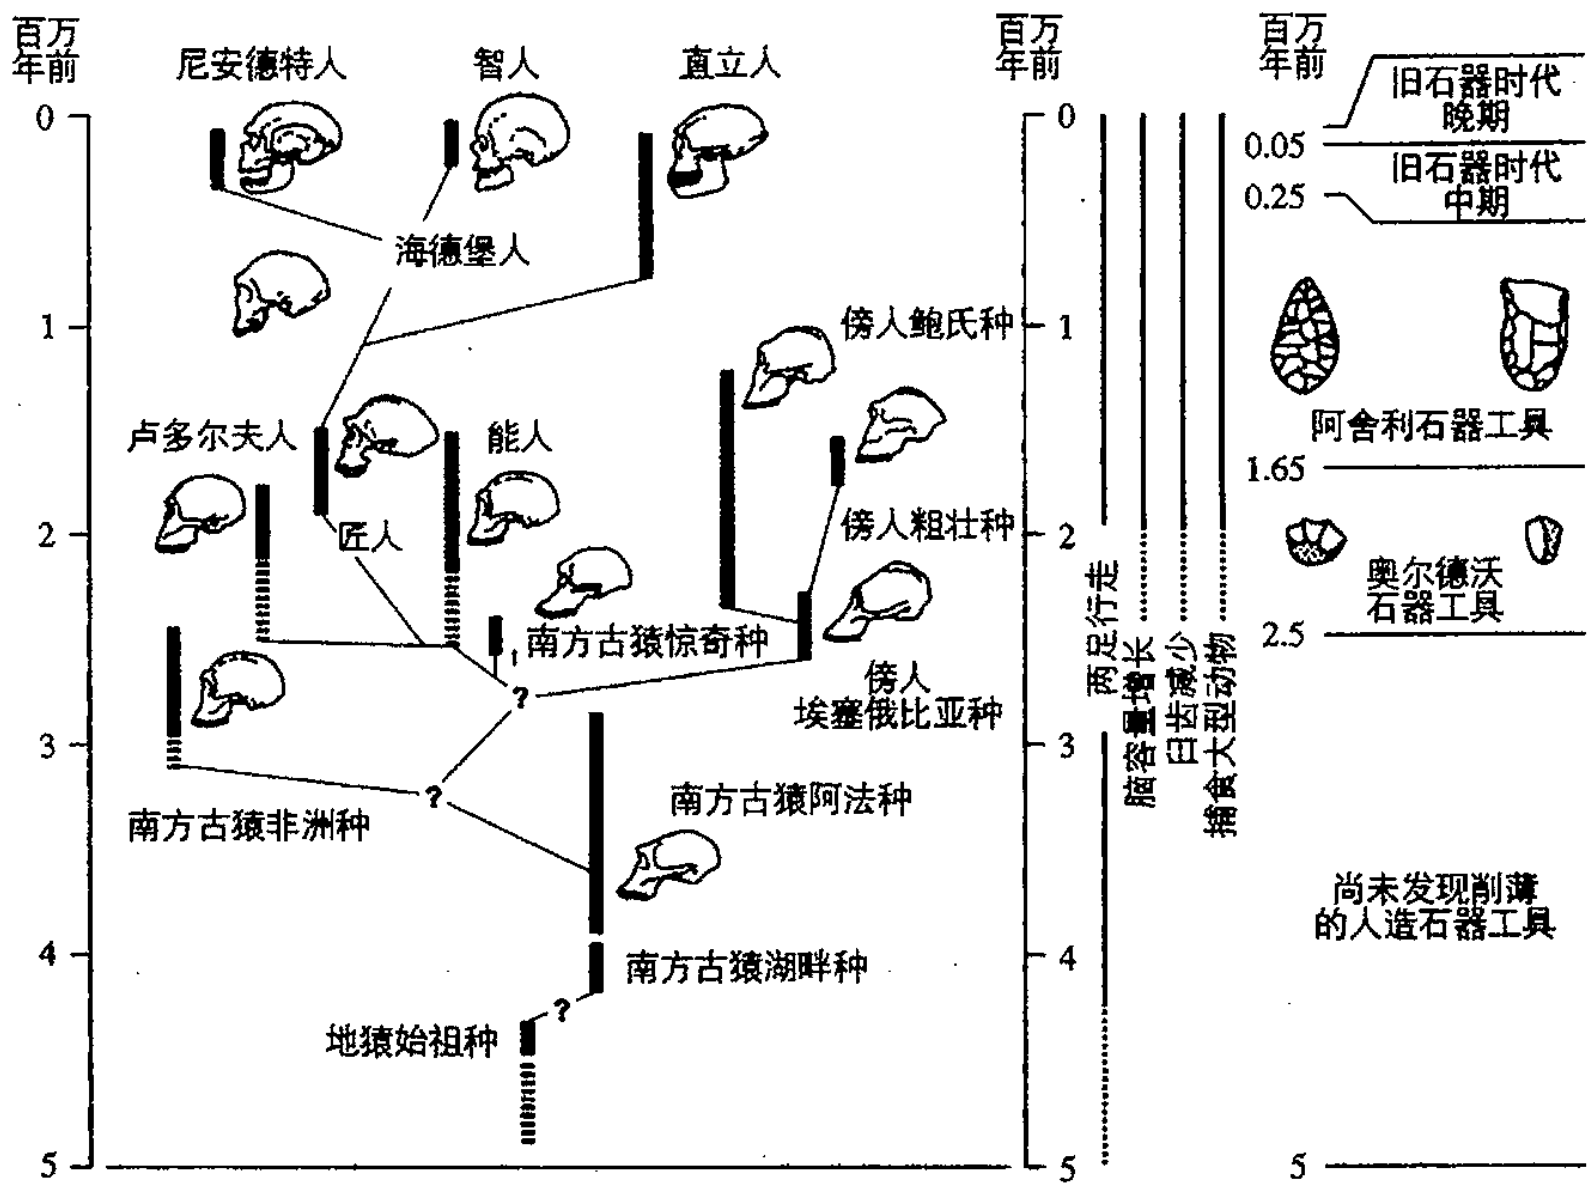 百万
年前
尼安德特人
智人
直立人
百万
年前
百万
年前
旧石器时代
晚期
0
0
0.05
旧石器时代
中期
0.25
海德堡人
1
傍人鲍氏种
1
阿舍利石器工具
卢多尔夫人
能人
1.65
匠人
傍人粗壮种
2
2
奥尔德沃
石器工具
2.5
南方古猿惊奇种
?
傍人
埃塞俄比亚种
两足行走
脑容量增长
臼齿减少
捕食大型动物
3
3
?
南方古猿非洲种
南方古猿阿法种
尚未发现削薄
的人造石器工具
4
4
南方古猿湖畔种
?
地猿始祖种
5
5
5